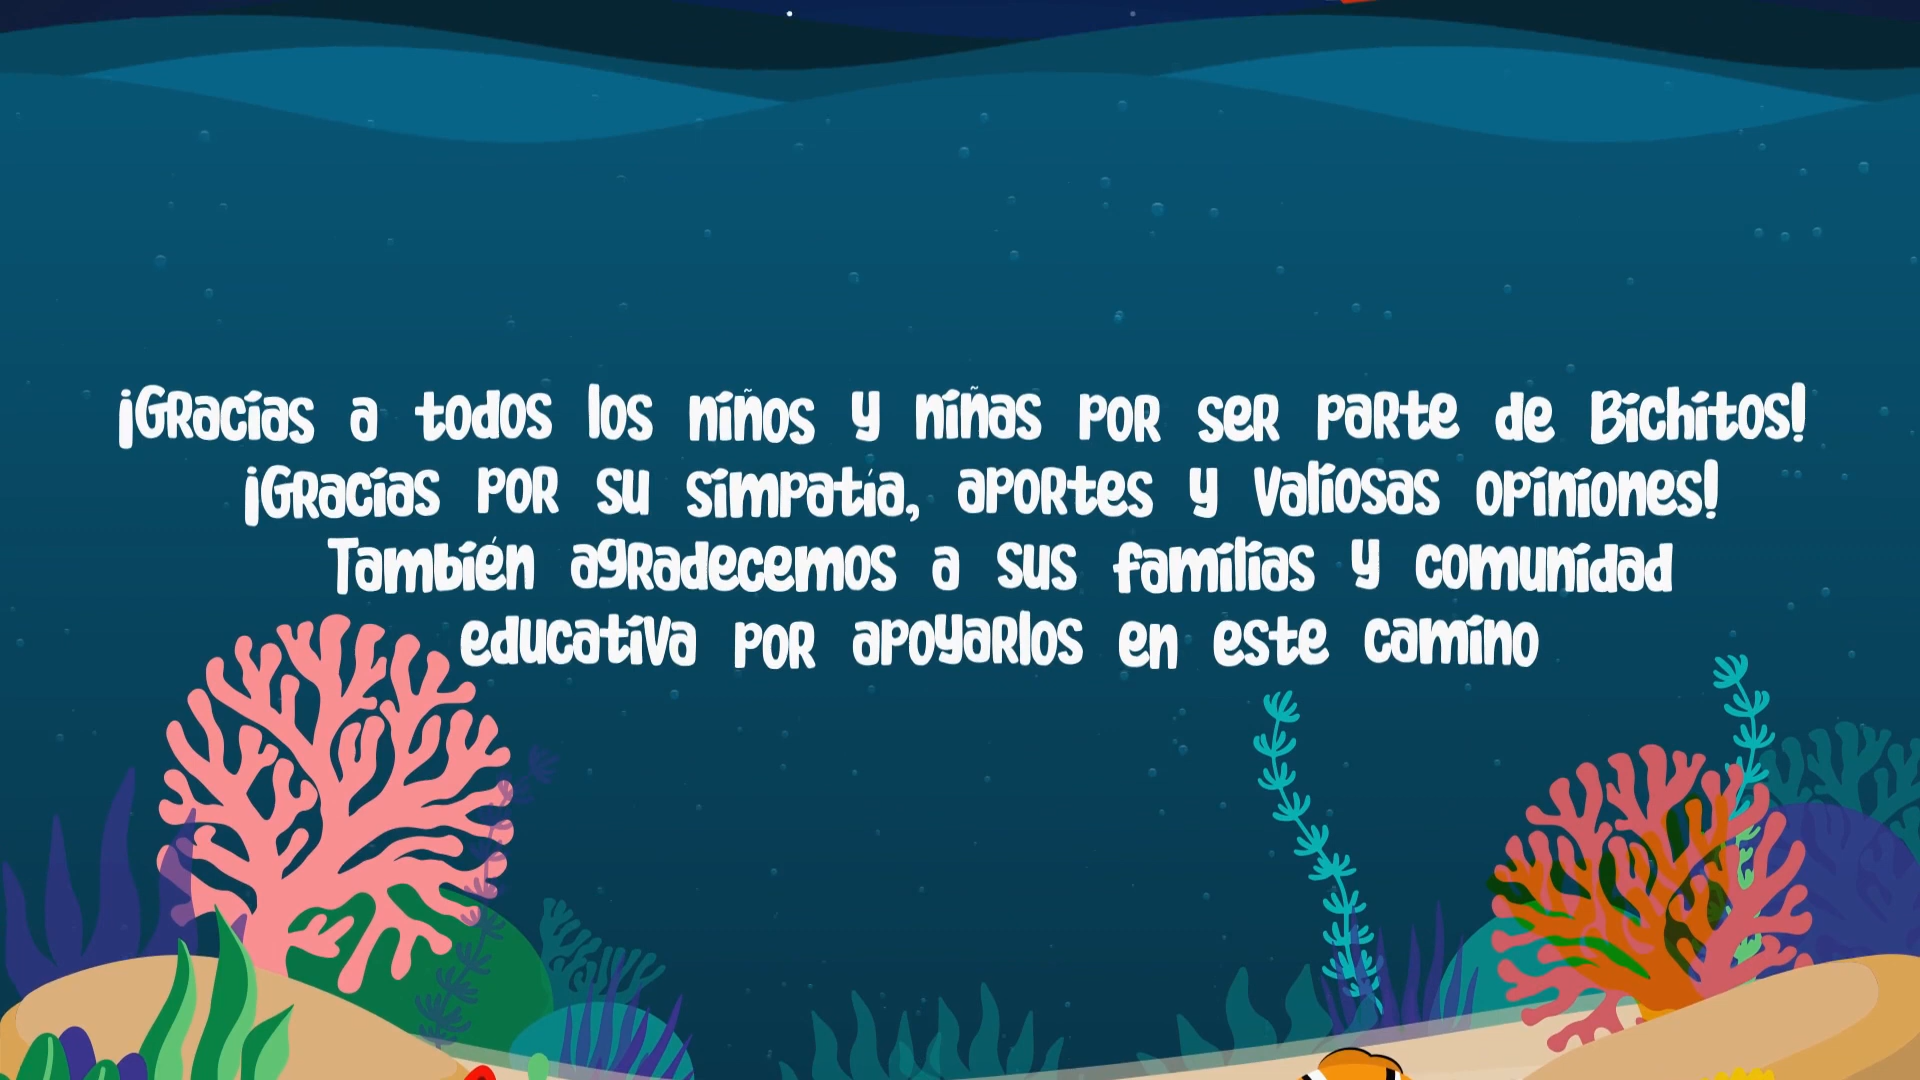 ¡Gracias a todos los niños y niñas por ser parte de Bichitos!
¡Gracias por su simpatía, aportes y valiosas opiniones!
También agradecemos a sus familias y comunidad
educativa por apoyarlos en este camino